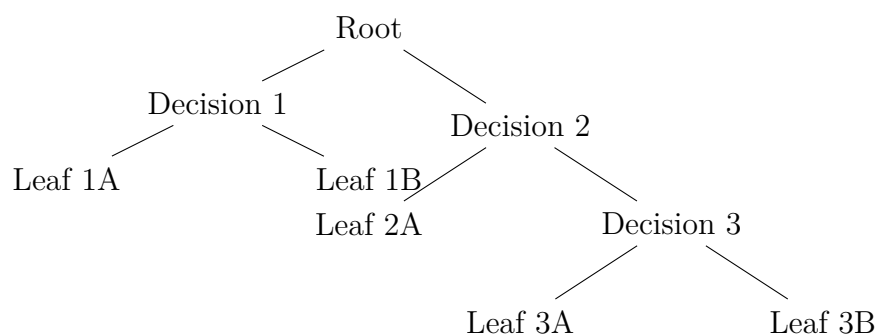 Root
Decision 1
Decision 2
Leaf 1A
Leaf 1B
Leaf 2A
Decision 3
Leaf 3A
Leaf 3B